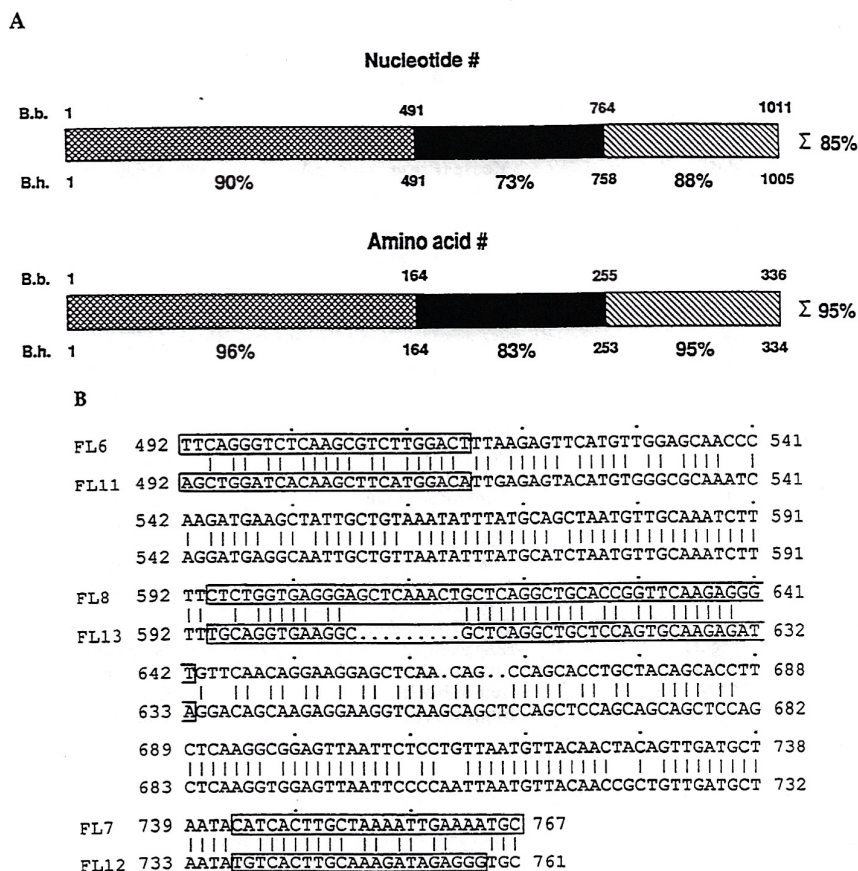 A
Nucleotide #
B.b. 1 491 764 1011
Σ 85%
B.h. 1 90% 491 73% 758 88% 1005
Amino acid #
B.b. 1 164 255 336
Σ 95%
B.h. 1 96% 164 83% 253 95% 334
B
FL6 492 TTCAGGGTCTCAAGCGTCTTGGACTTTAAGAGTTCATGTTGGAGCAACCC 541
FL11 492 AGCTGGATCACAAGCTTCATGGACATTGAGAGTACATGTGGGCGCAAATC 541
542 AAGATGAAGCTATTGCTGTAAATATTTATGCAGCTAATGTTGCAAATCTT 591
542 AGGATGAGGCAATTGCTGTTAATATTTATGCATCTAATGTTGCAAATCTT 591
FL8 592 TTCTCTGGTGAGGGAGCTCAAACTGCTCAGGCTGCACCGGTTCAAGAGGG 641
FL13 592 TTTGCAGGTGAAGGC.........GCTCAGGCTGCTCCAGTGCAAGAGAT 632
642 TGTTCAACAGGAAGGAGCTCAA.CAG..CCAGCACCTGCTACAGCACCTT 688
633 AGGACAGCAAGAGGAAGGTCAAGCAGCTCCAGCTCCAGCAGCAGCTCCAG 682
689 CTCAAGGCGGAGTTAATTCTCCTGTTAATGTTACAACTACAGTTGATGCT 738
683 CTCAAGGTGGAGTTAATTCCCCAATTAATGTTACAACCGCTGTTGATGCT 732
FL7 739 AATACATCACTTGCTAAAATTGAAAATGC 767
FL12 733 AATATGTCACTTGCAAAGATAGAGGGTGC 761